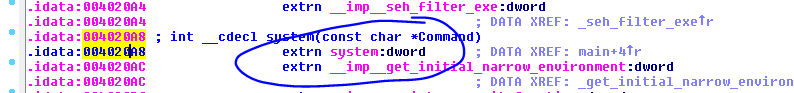 .idata:004020A4 extrn __imp__seh_filter_exe:dword
.idata:004020A4 ; DATA XREF: _seh_filter_exe↑r
.idata:004020A8 ; int __cdecl system(const char *Command)
.idata:004020A8 extrn system:dword ; DATA XREF: main+4↑r
.idata:004020AC extrn __imp__get_initial_narrow_environment:dword
.idata:004020AC ; DATA XREF: _get_initial_narrow_environ